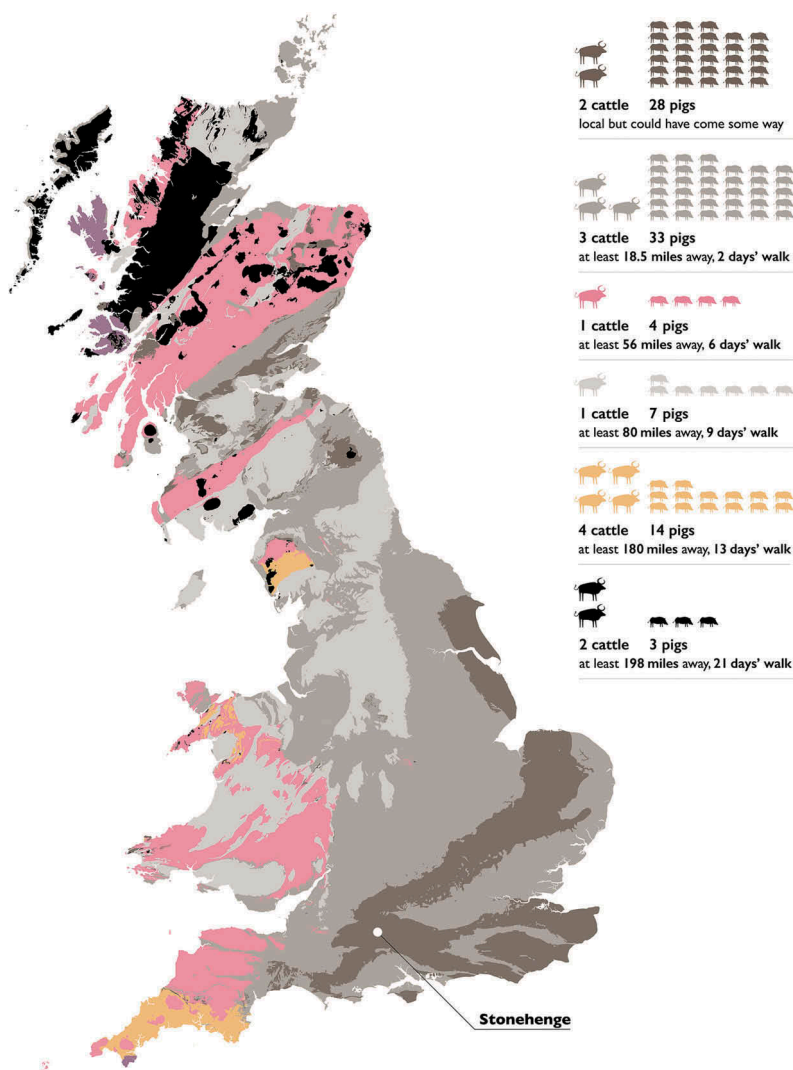 2 cattle 28 pigs
local but could have come some way
3 cattle 33 pigs
at least 18.5 miles away, 2 days' walk
1 cattle 4 pigs
at least 56 miles away, 6 days' walk
1 cattle 7 pigs
at least 80 miles away, 9 days' walk
4 cattle 14 pigs
at least 180 miles away, 13 days' walk
2 cattle 3 pigs
at least 198 miles away, 21 days' walk
Stonehenge